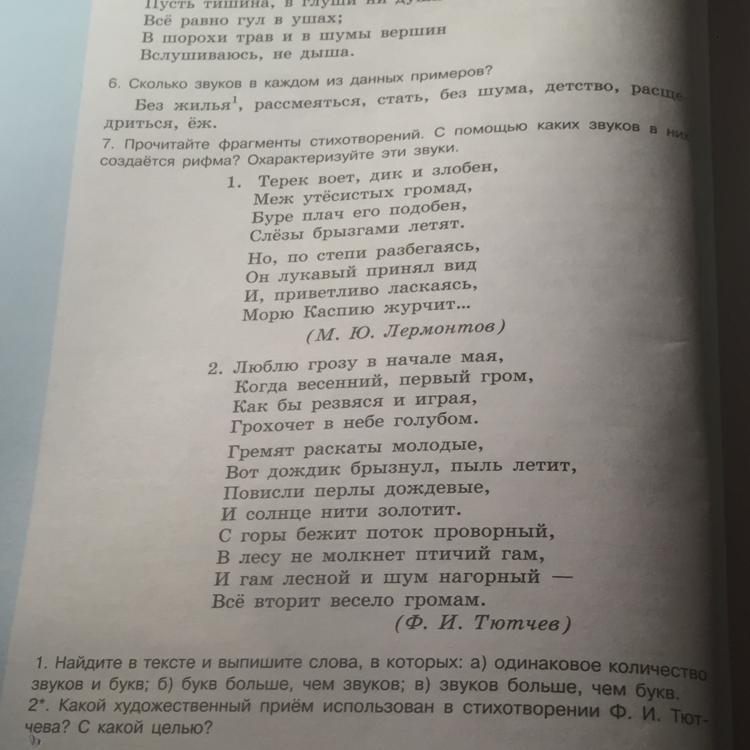 Пусть тишина, в глуши ни души
Всё равно гул в ушах;
В шорохи трав и в шумы вершин
Вслушиваюсь, не дыша.
6. Сколько звуков в каждом из данных примеров?
Без жилья¹, рассмеяться, стать, без шума, детство, расще-
дриться, ёж.
7. Прочитайте фрагменты стихотворений. С помощью каких звуков в них
создаётся рифма? Охарактеризуйте эти звуки.
1. Терек воет, дик и злобен,
Меж утёсистых громад,
Буре плач его подобен,
Слёзы брызгами летят.
Но, по степи разбегаясь,
Он лукавый принял вид
И, приветливо ласкаясь,
Морю Каспию журчит...
(М. Ю. Лермонтов)
2. Люблю грозу в начале мая,
Когда весенний, первый гром,
Как бы резвяся и играя,
Грохочет в небе голубом.
Гремят раскаты молодые,
Вот дождик брызнул, пыль летит,
Повисли перлы дождевые,
И солнце нити золотит.
С горы бежит поток проворный,
В лесу не молкнет птичий гам,
И гам лесной и шум нагорный —
Всё вторит весело громам.
(Ф. И. Тютчев)
1. Найдите в тексте и выпишите слова, в которых: а) одинаковое количество
звуков и букв; б) букв больше, чем звуков; в) звуков больше, чем букв.
2*. Какой художественный приём использован в стихотворении Ф. И. Тют-
чева? С какой целью?